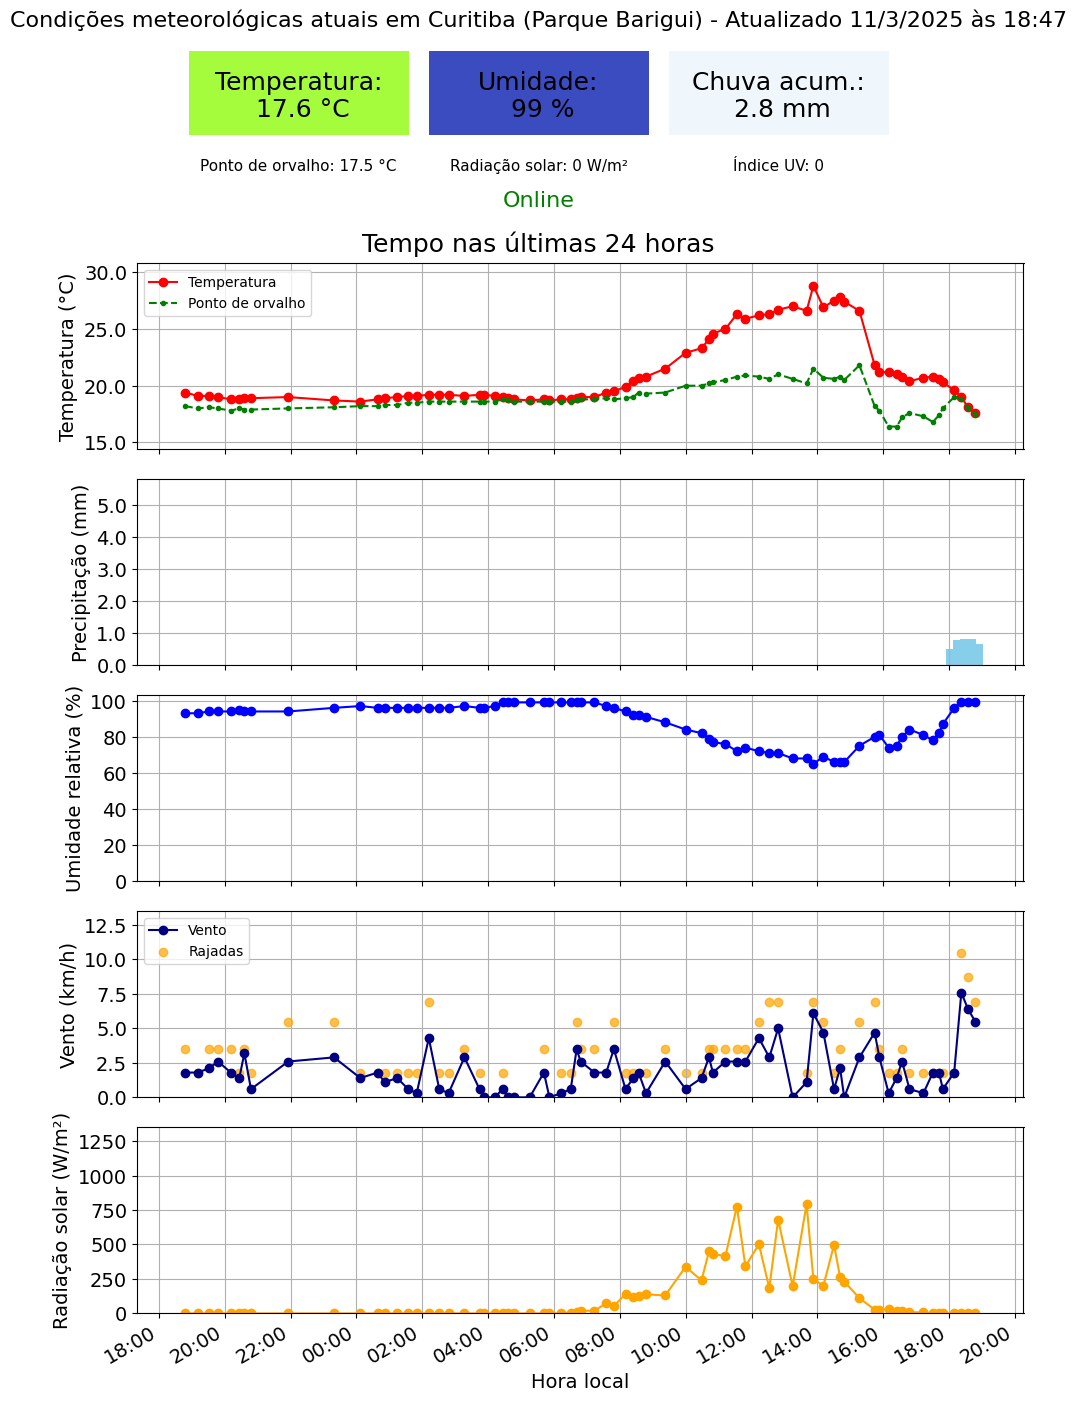 Condições meteorológicas atuais em Curitiba (Parque Barigui) - Atualizado 11/3/2025 às 18:47
Temperatura:
17.6 °C
Umidade:
99 %
Chuva acum.:
2.8 mm
Ponto de orvalho: 17.5 °C
Radiação solar: 0 W/m²
Índice UV: 0
Online
Tempo nas últimas 24 horas
Temperatura (°C)
30.0
25.0
20.0
15.0
Temperatura
Ponto de orvalho
Precipitação (mm)
5.0
4.0
3.0
2.0
1.0
0.0
Umidade relativa (%)
100
80
60
40
20
0
Vento (km/h)
12.5
10.0
7.5
5.0
2.5
0.0
Vento
Rajadas
Radiação solar (W/m²)
1250
1000
750
500
250
0
18:00
20:00
22:00
00:00
02:00
04:00
06:00
08:00
10:00
12:00
14:00
16:00
18:00
20:00
Hora local